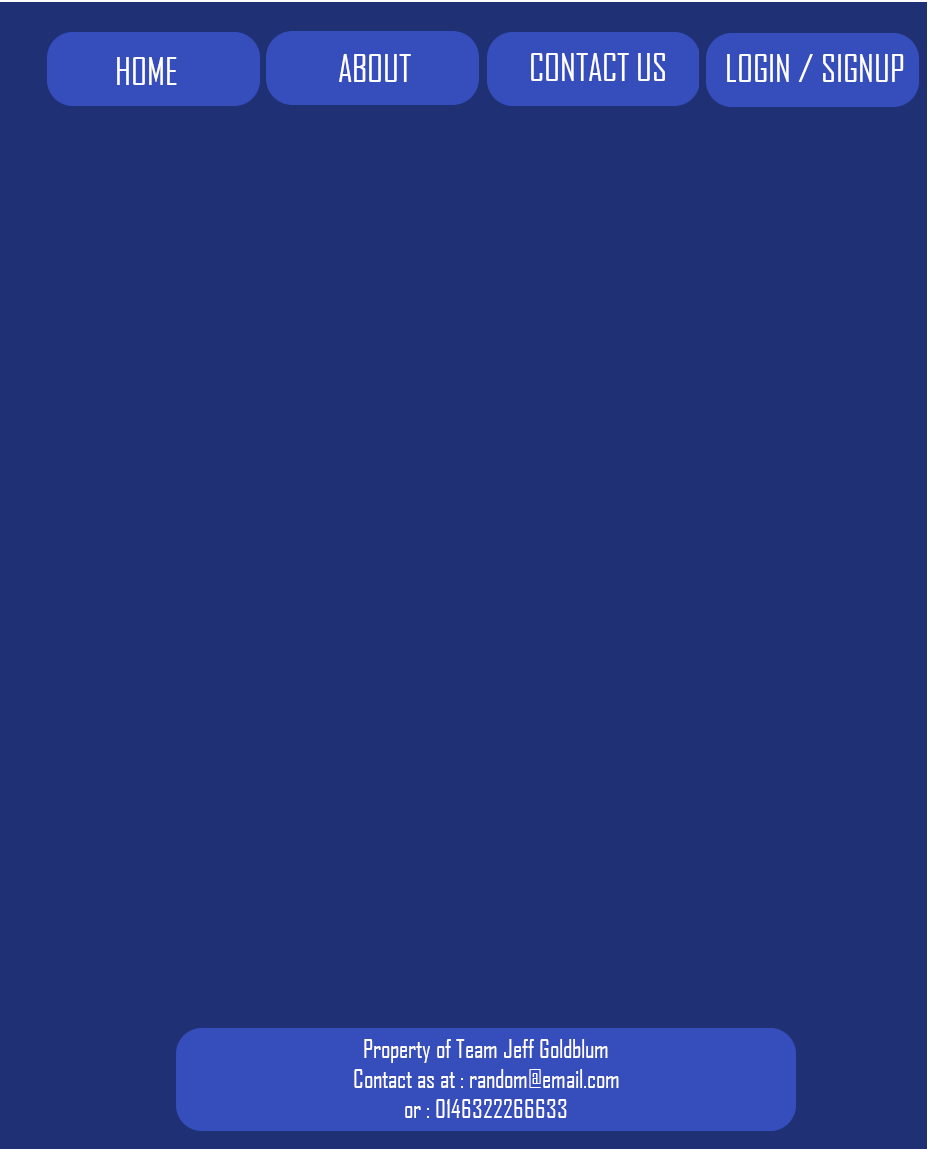 HOME
ABOUT
CONTACT US
LOGIN / SIGNUP
Property of Team Jeff Goldblum
Contact as at : random@email.com
or : 0146322266633